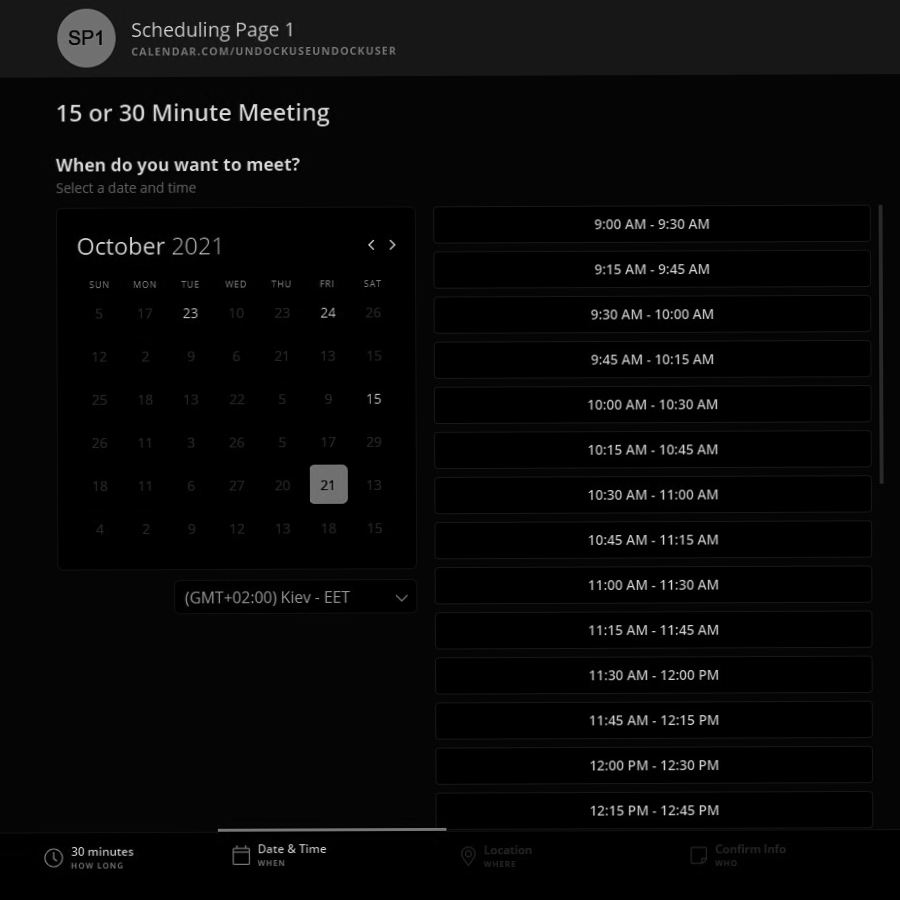 SP1
Scheduling Page 1
CALENDAR.COM/UNDOCKUSEUNDOCKUSER
15 or 30 Minute Meeting
When do you want to meet?
Select a date and time
October 2021
SUN MON TUE WED THU FRI SAT
5 17 23 10 23 24 26
12 2 9 6 21 13 15
25 18 13 22 5 9 15
26 11 3 26 5 17 29
18 11 6 27 20 21 13
4 2 9 12 13 18 15
(GMT+02:00) Kiev - EET
9:00 AM - 9:30 AM
9:15 AM - 9:45 AM
9:30 AM - 10:00 AM
9:45 AM - 10:15 AM
10:00 AM - 10:30 AM
10:15 AM - 10:45 AM
10:30 AM - 11:00 AM
10:45 AM - 11:15 AM
11:00 AM - 11:30 AM
11:15 AM - 11:45 AM
11:30 AM - 12:00 PM
11:45 AM - 12:15 PM
12:00 PM - 12:30 PM
12:15 PM - 12:45 PM
30 minutes
HOW LONG
Date & Time
WHEN
Location
WHERE
Confirm Info
WHO